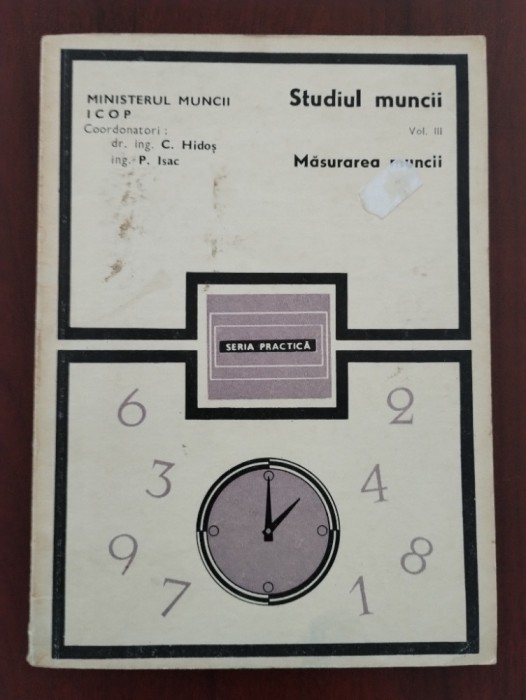 MINISTERUL MUNCII
ICOP
Coordonatori :
dr. ing. C. Hidoș
ing. P. Isac
Studiul muncii
Vol. III
Măsurarea muncii
SERIA PRACTICĂ
6 2
3 4
9 8
7 1